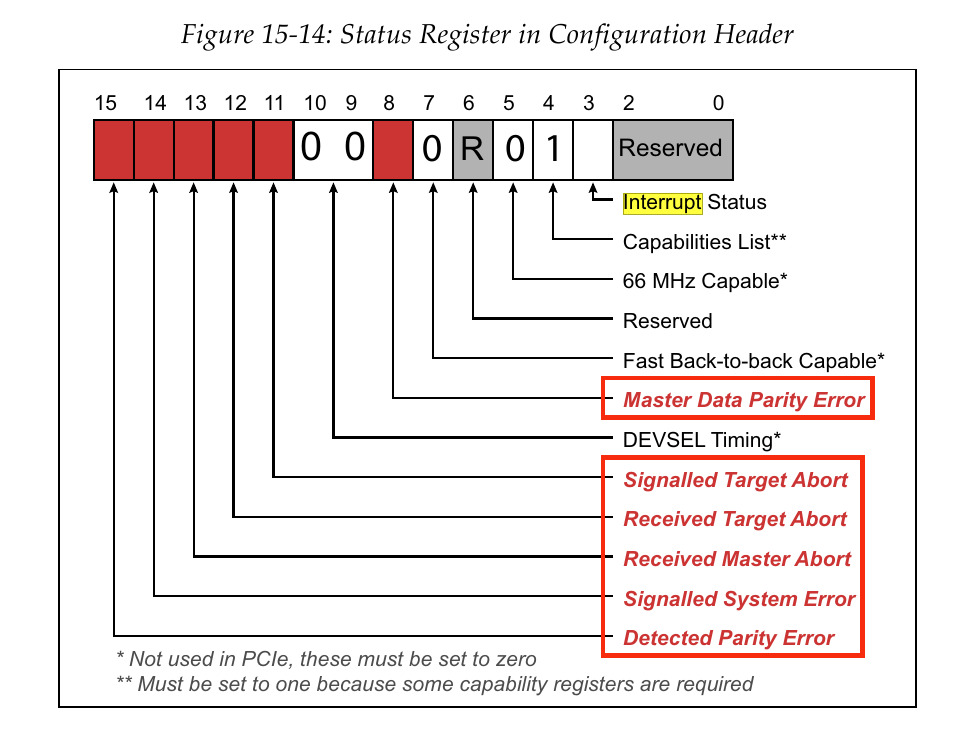 Figure 15-14: Status Register in Configuration Header
15 14 13 12 11 10 9 8 7 6 5 4 3 2 0
0 0 0 R 0 1 Reserved
Interrupt Status
Capabilities List**
66 MHz Capable*
Reserved
Fast Back-to-back Capable*
Master Data Parity Error
DEVSEL Timing*
Signalled Target Abort
Received Target Abort
Received Master Abort
Signalled System Error
Detected Parity Error
* Not used in PCIe, these must be set to zero
** Must be set to one because some capability registers are required